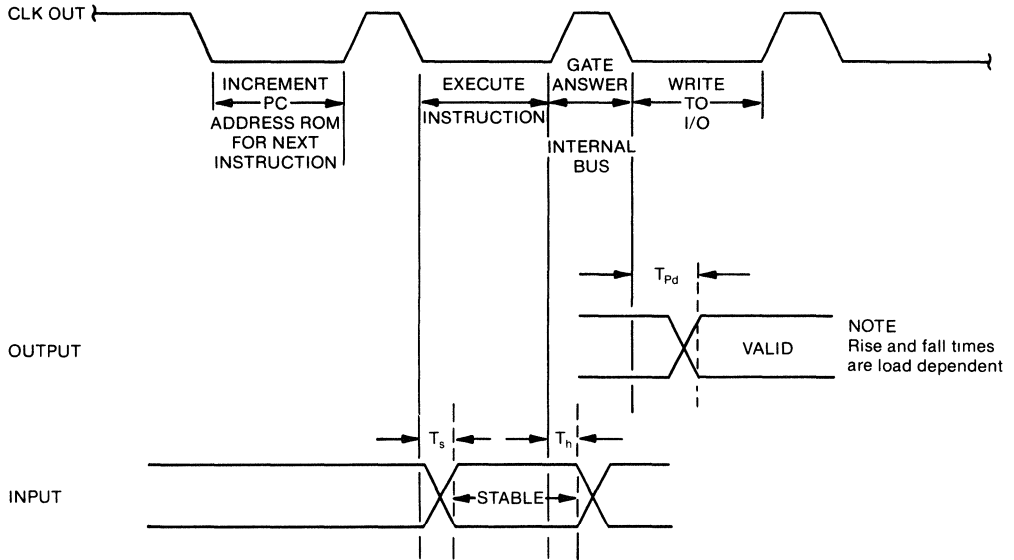 CLK OUT
INCREMENT
PC
ADDRESS ROM
FOR NEXT
INSTRUCTION
EXECUTE
INSTRUCTION
GATE
ANSWER
INTERNAL
BUS
WRITE
TO
I/O
TPd
OUTPUT
VALID
NOTE
Rise and fall times
are load dependent
Ts
Th
INPUT
STABLE